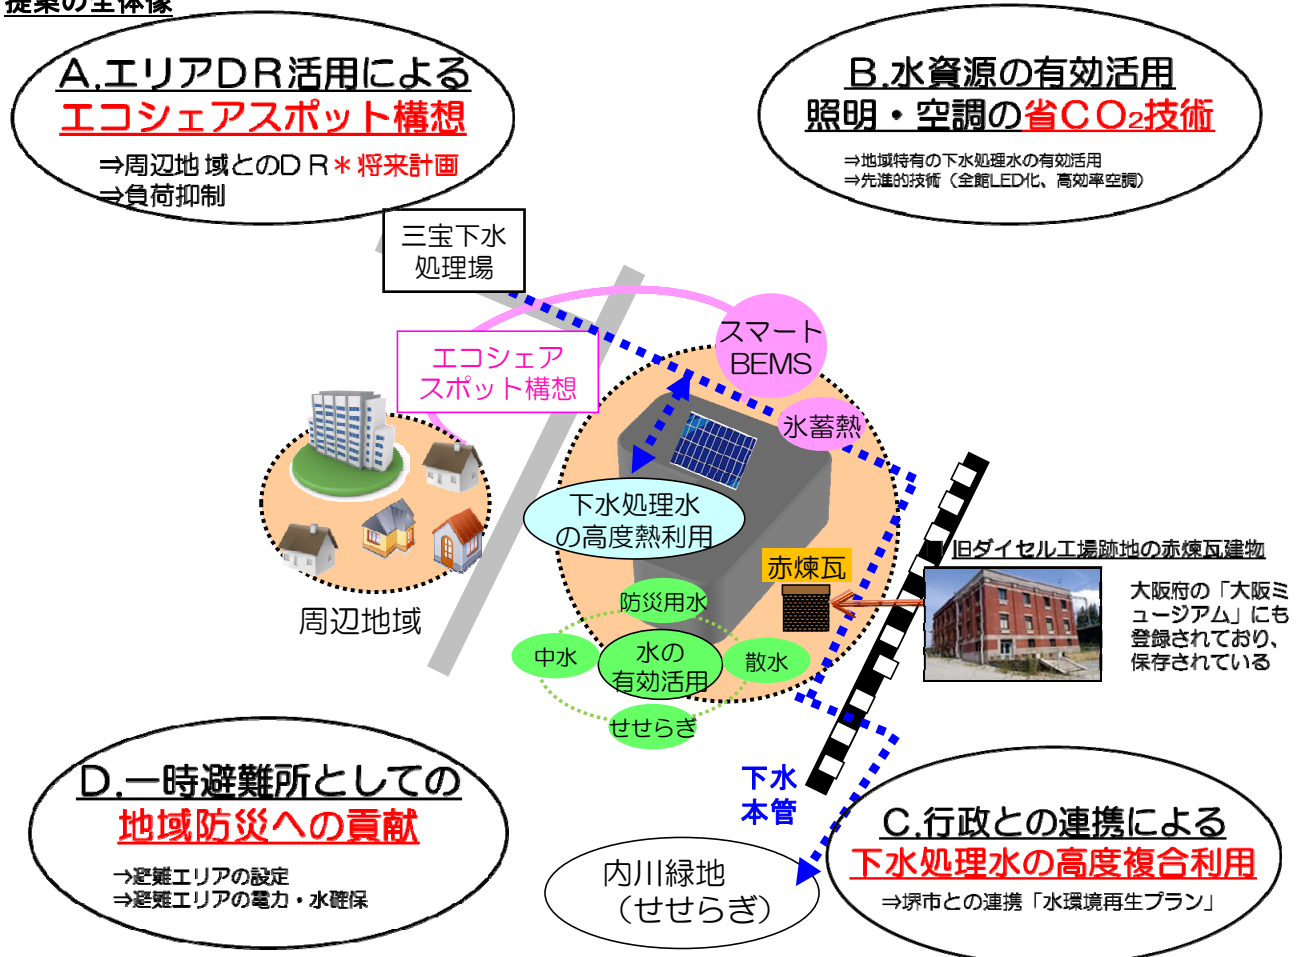 提案の全体像
A.エリアDR活用による
エコシェアスポット構想
⇒周辺地域とのDR＊将来計画
⇒負荷抑制
B.水資源の有効活用
照明・空調の省CO₂技術
⇒地域特有の下水処理水の有効活用
⇒先進的技術（全館LED化、高効率空調）
三宝下水
処理場
エコシェア
スポット構想
スマート
BEMS
氷蓄熱
下水処理水
の高度熱利用
周辺地域
赤煉瓦
旧ダイセル工場跡地の赤煉瓦建物
大阪府の「大阪ミ
ュージアム」にも
登録されており、
保存されている
防災用水
中水
水の
有効活用
散水
せせらぎ
下水
本管
内川緑地
（せせらぎ）
D.一時避難所としての
地域防災への貢献
⇒避難エリアの設定
⇒避難エリアの電力・水確保
C.行政との連携による
下水処理水の高度複合利用
⇒堺市との連携「水環境再生プラン」